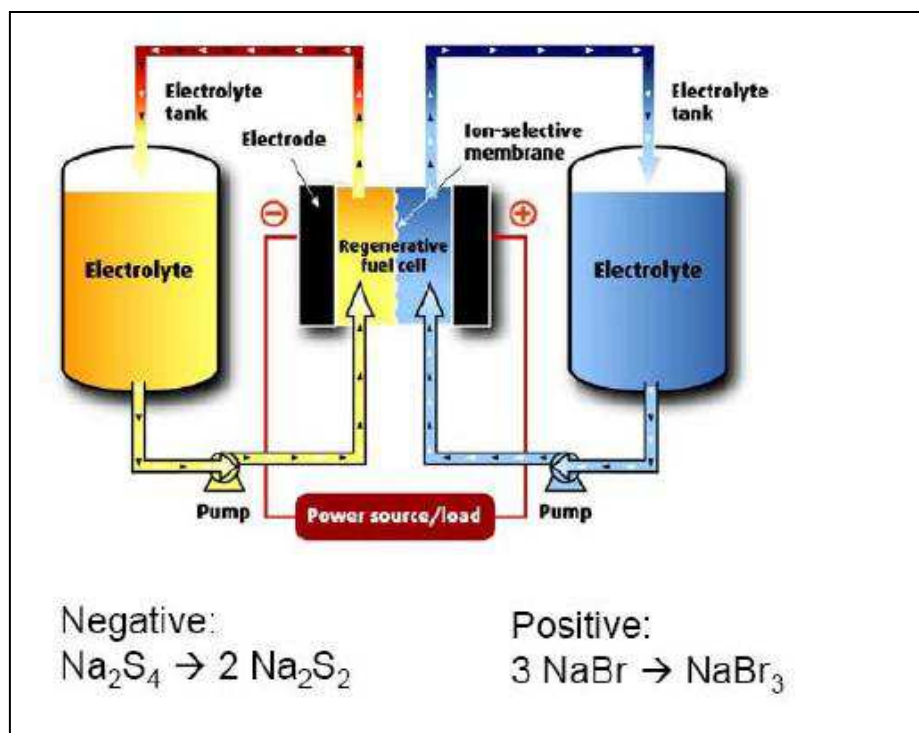 Electrolyte
tank
Electrode
Ion-selective
membrane
Electrolyte
tank
⊖
⊕
Electrolyte
Regenerative
fuel cell
Electrolyte
Pump
Power source/load
Pump
Negative:
Na₂S₄ → 2 Na₂S₂
Positive:
3 NaBr → NaBr₃